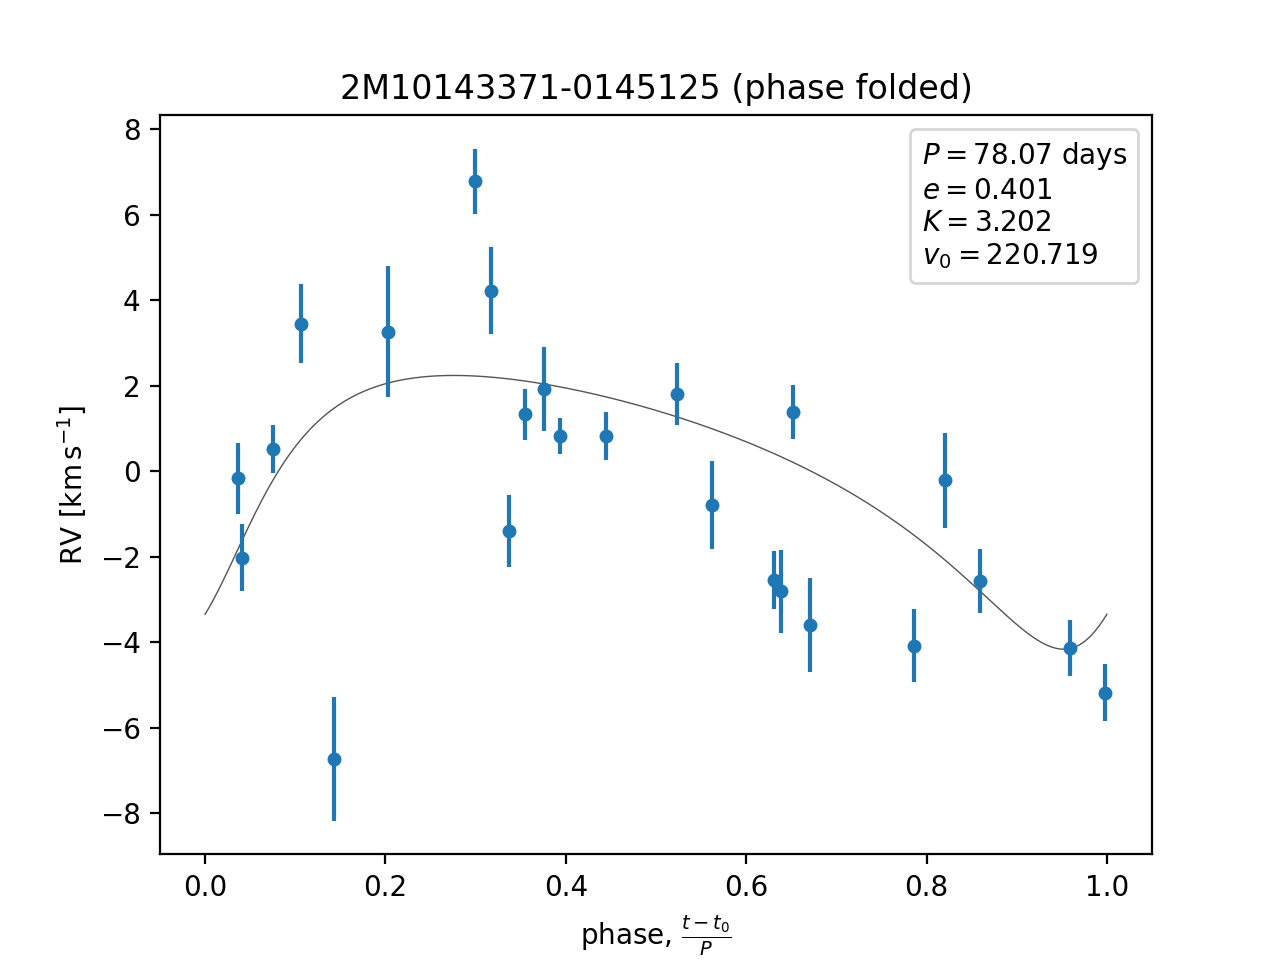 2M10143371-0145125 (phase folded)
P = 78.07 days
e = 0.401
K = 3.202
v₀ = 220.719
8
6
4
2
0
−2
−4
−6
−8
RV [km s⁻¹]
0.0 0.2 0.4 0.6 0.8 1.0
phase, (t − t₀)/P